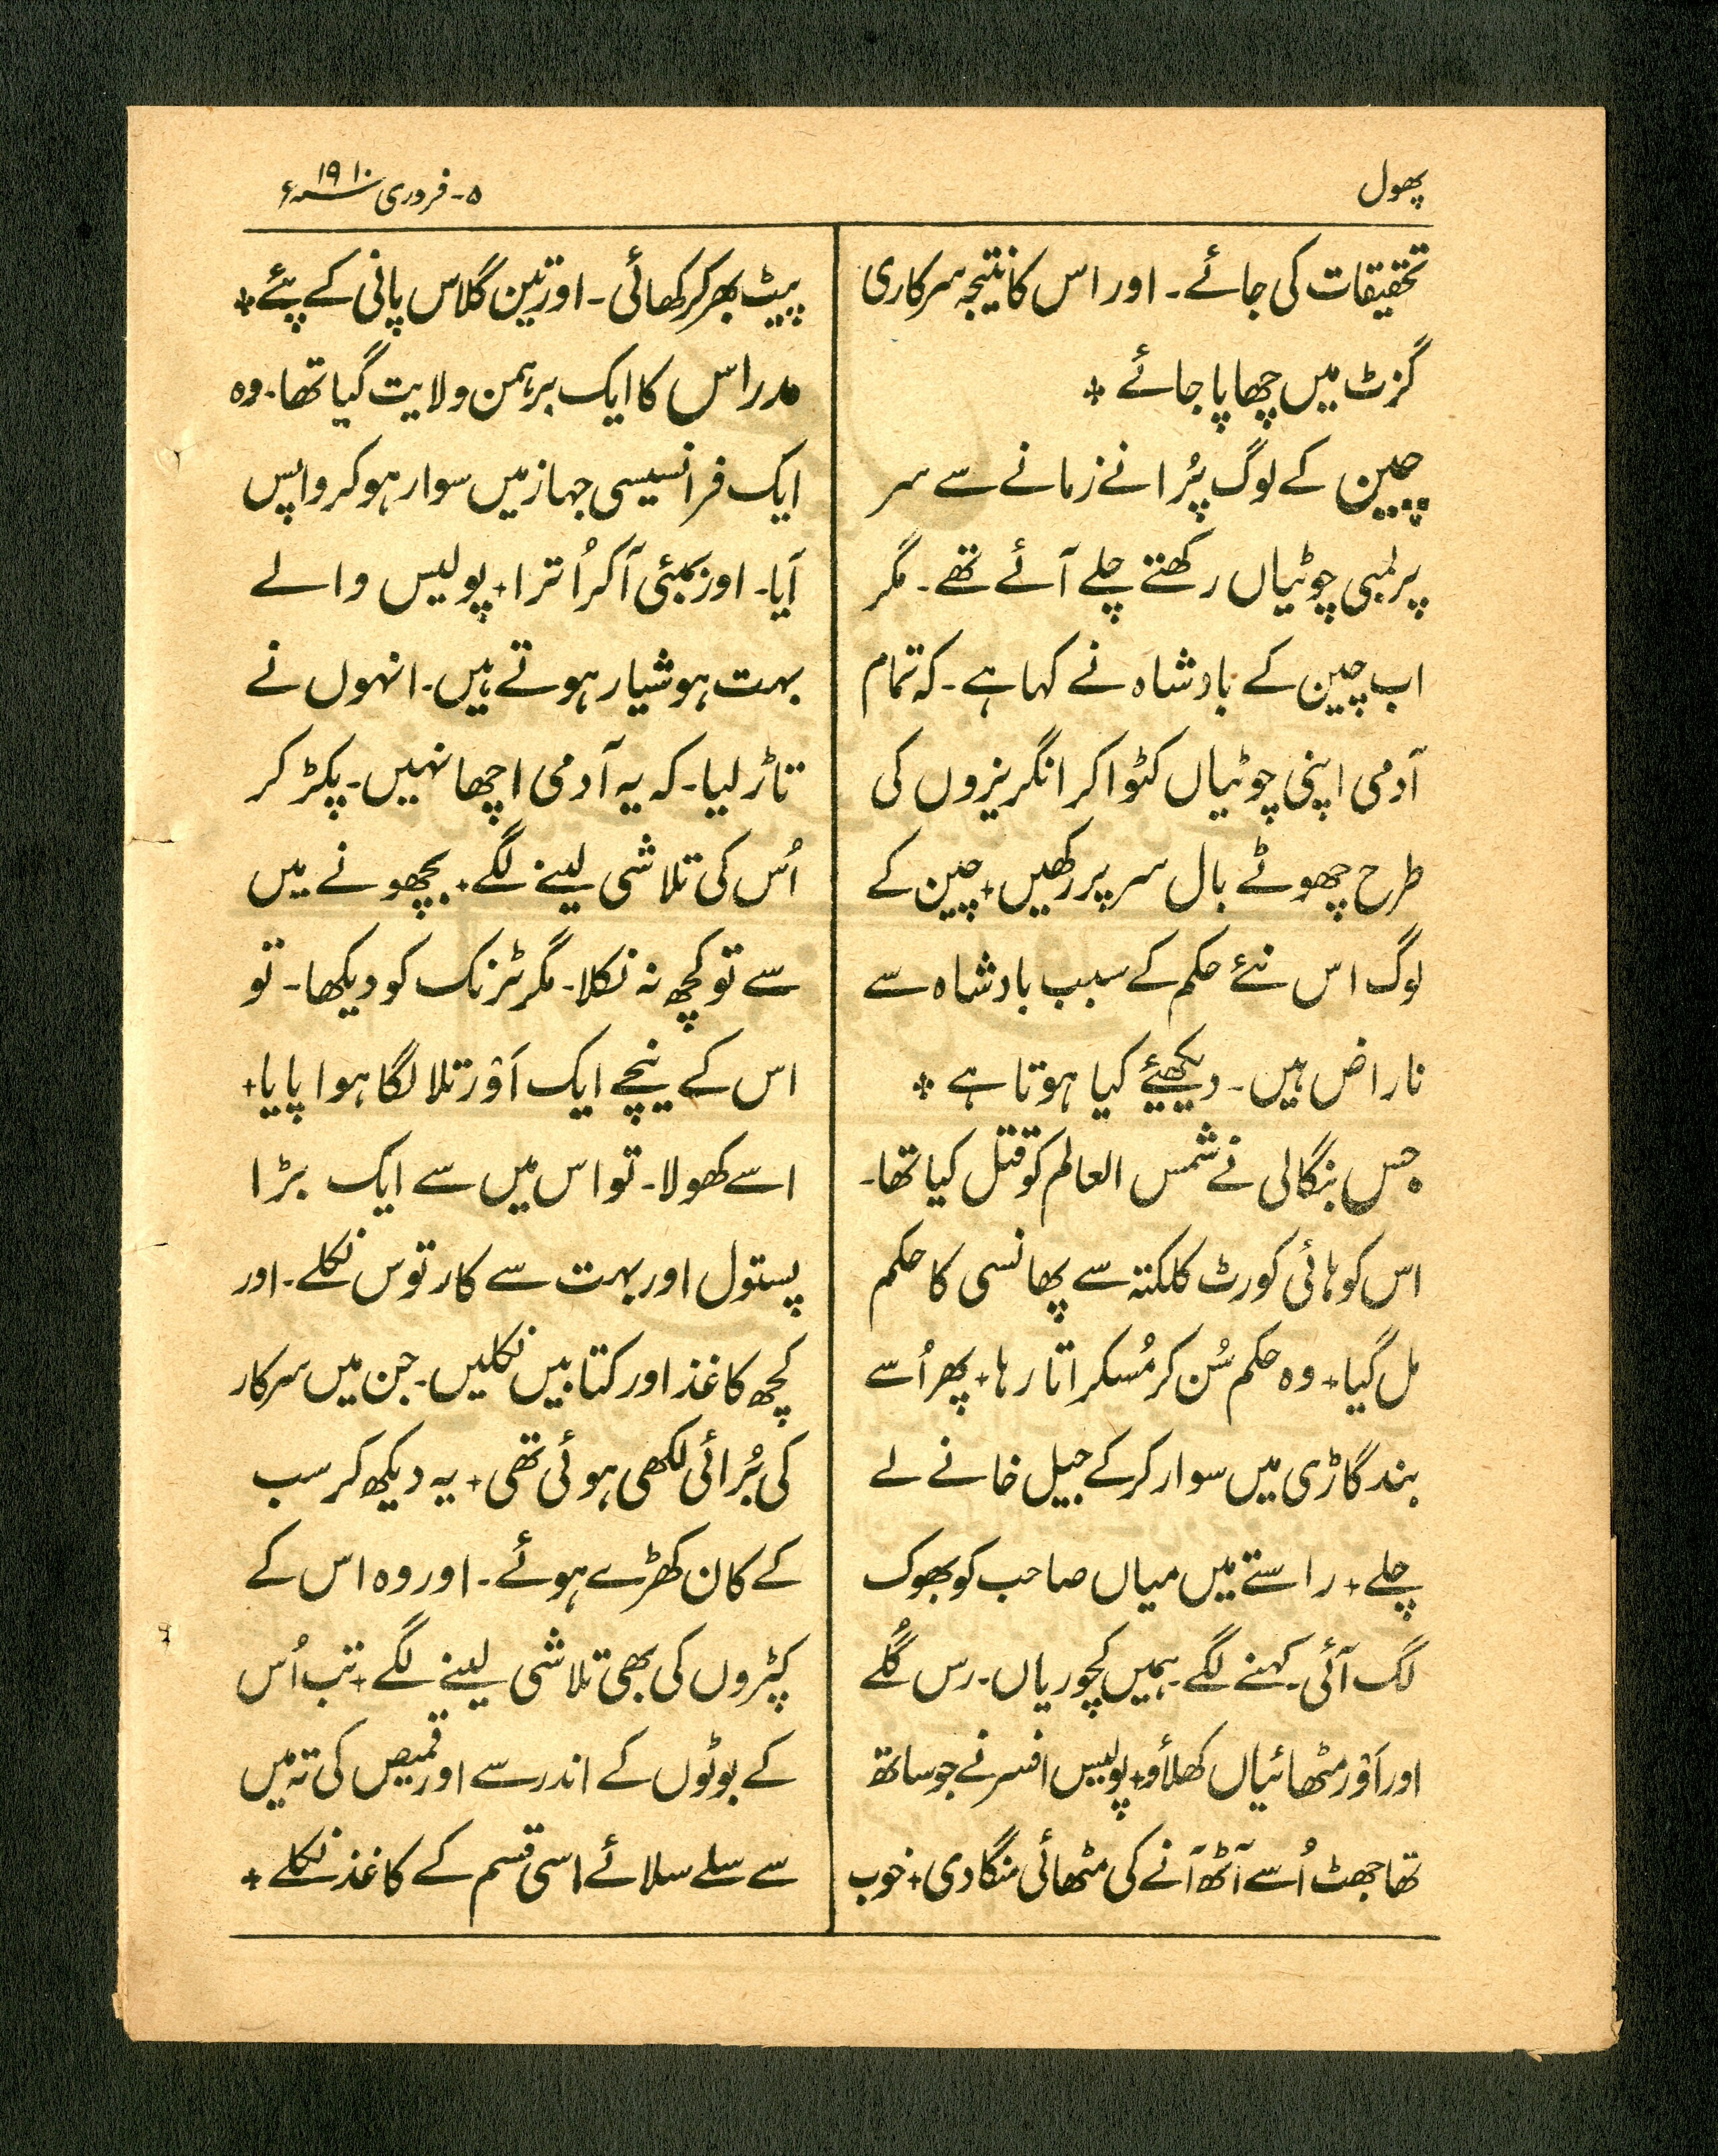 پھول
۵۔ فروری ۱۹۱۰ء
تحقیقات کی جائے۔ اور اس کا نتیجہ سرکاری
گزٹ میں چھاپا جائے +
چین کے لوگ پُرانے زمانے سے سر
پر لمبی چوٹیاں رکھتے چلے آئے تھے۔ مگر
اب چین کے بادشاہ نے کہا ہے۔ کہ تمام
آدمی اپنی چوٹیاں کٹوا کر انگریزوں کی
طرح چھوٹے بال سر پر رکھیں + چین کے
لوگ اس نئے حکم کے سبب بادشاہ سے
ناراض ہیں۔ دیکھیئے کیا ہوتا ہے +
جس بنگالی نے شمس العالم کو قتل کیا تھا۔
اس کو ہائی کورٹ کلکتہ سے پھانسی کا حکم
مل گیا + وہ حکم سُن کر مُسکراتا رہا + پھر اُسے
بند گاڑی میں سوار کر کے جیل خانے لے
چلے + راستے میں میاں صاحب کو بھوک
لگ آئی۔ کہنے لگے۔ ہمیں کچوریاں۔ رس گُلّے
اور اَوْر مٹھائیاں کھلاؤ + پولیس افسر نے جو ساتھ
تھا جھٹ اُسے آٹھ آنے کی مٹھائی منگا دی + خوب
پیٹ بھر کر کھائی۔ اور تین گلاس پانی کے پئے +
مدراس کا ایک برہمن ولایت گیا تھا۔ وہ
ایک فرانسیسی جہاز میں سوار ہو کر واپس
آیا۔ اور بمبئی آ کر اُترا + پولیس والے
بہت ہوشیار ہوتے ہیں۔ انہوں نے
تاڑ لیا۔ کہ یہ آدمی اچھا نہیں۔ پکڑ کر
اُس کی تلاشی لینے لگے + بچھونے میں
سے تو کچھ نہ نکلا۔ مگر ٹرنک کو دیکھا۔ تو
اس کے نیچے ایک اَوْر تلا لگا ہوا پایا +
اسے کھولا۔ تو اس میں سے ایک بڑا
پستول اور بہت سے کارتوس نکلے۔ اور
کچھ کاغذ اور کتابیں نکلیں۔ جن میں سرکار
کی بُرائی لکھی ہوئی تھی + یہ دیکھ کر سب
کے کان کھڑے ہوئے۔ اور وہ اس کے
کپڑوں کی بھی تلاشی لینے لگے + تب اُس
کے بوٹوں کے اندر سے اور قمیص کی تہ میں
سے سلے سلائے اسی قسم کے کاغذ نکلے +